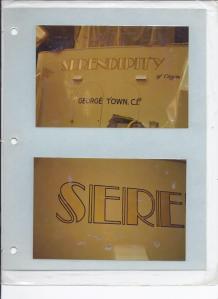 SERENDIPITY
GEORGE TOWN, C.I.
SERE